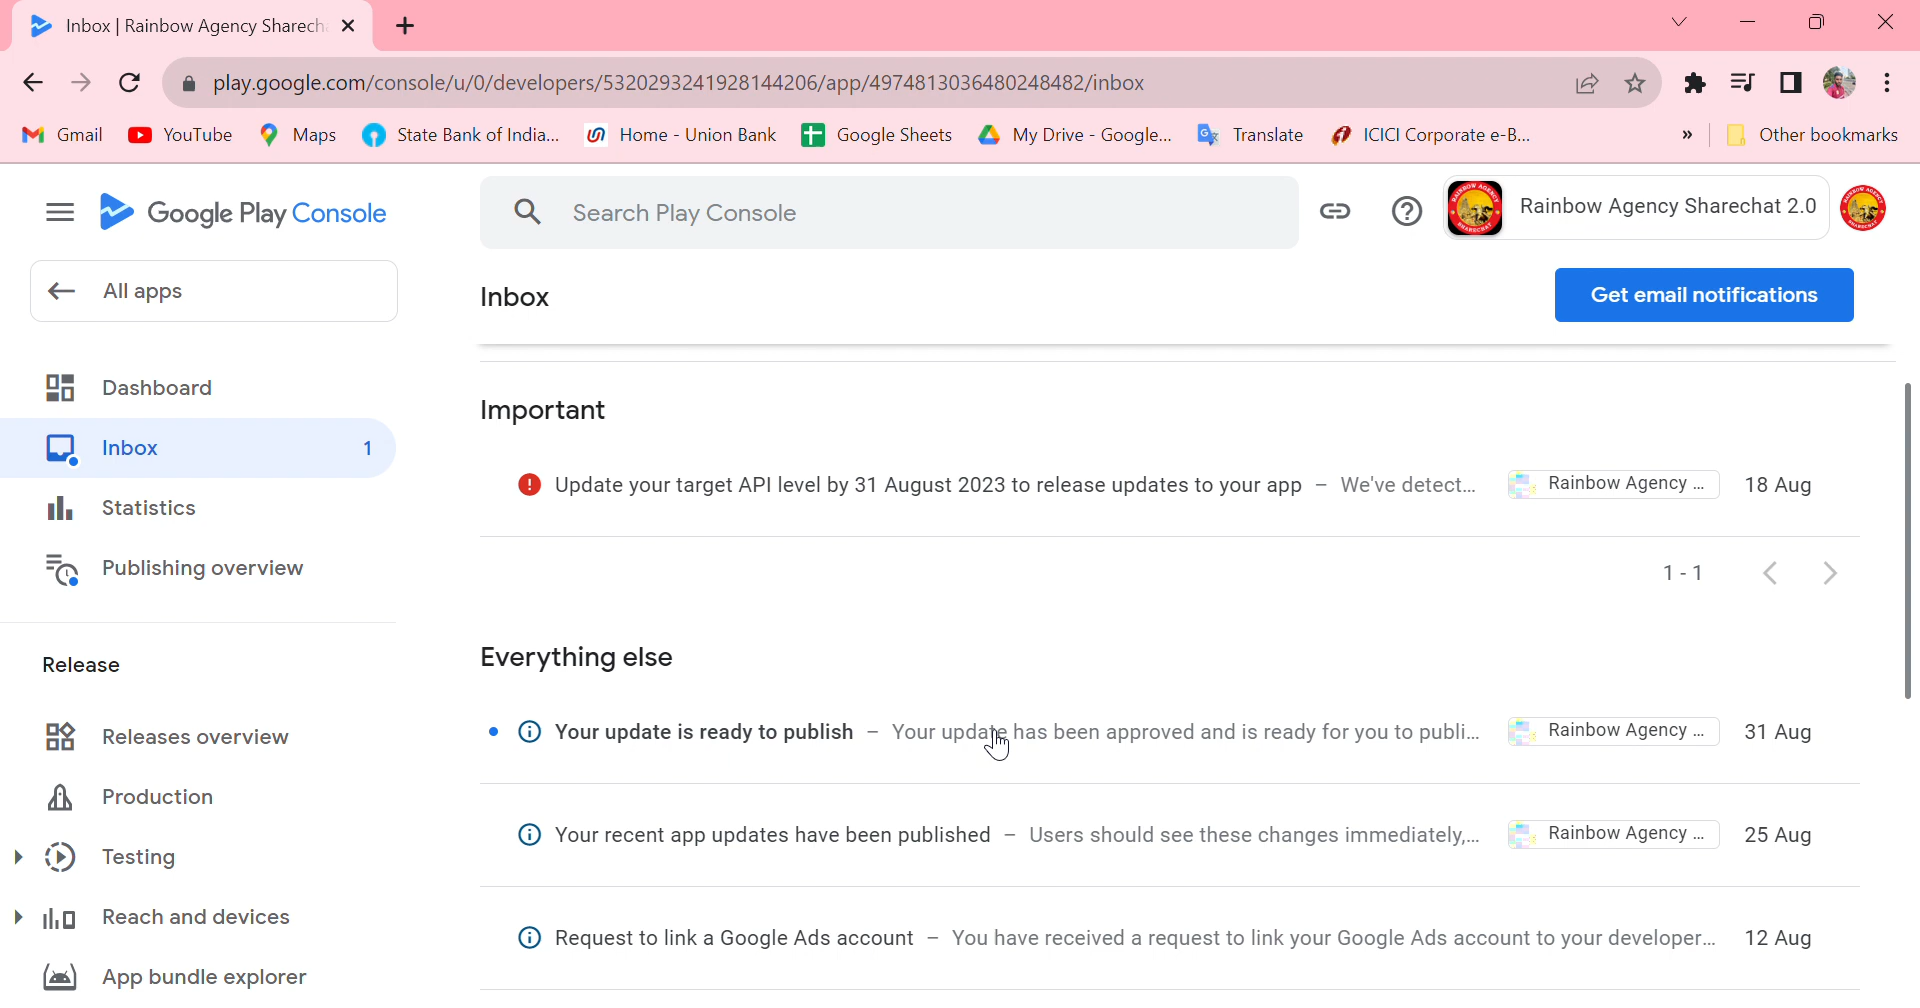 Inbox | Rainbow Agency Sharech
play.google.com/console/u/0/developers/5320293241928144206/app/4974813036480248482/inbox
Gmail YouTube Maps State Bank of India... Home - Union Bank Google Sheets My Drive - Google... Translate ICICI Corporate e-B... » Other bookmarks
Google Play Console
Search Play Console
Rainbow Agency Sharechat 2.0
All apps
Inbox
Get email notifications
Dashboard
Inbox 1
Statistics
Publishing overview
Release
Releases overview
Production
Testing
Reach and devices
App bundle explorer
Important
Update your target API level by 31 August 2023 to release updates to your app – We've detect... Rainbow Agency ... 18 Aug
1 - 1
Everything else
Your update is ready to publish – Your update has been approved and is ready for you to publi... Rainbow Agency ... 31 Aug
Your recent app updates have been published – Users should see these changes immediately,... Rainbow Agency ... 25 Aug
Request to link a Google Ads account – You have received a request to link your Google Ads account to your developer... 12 Aug